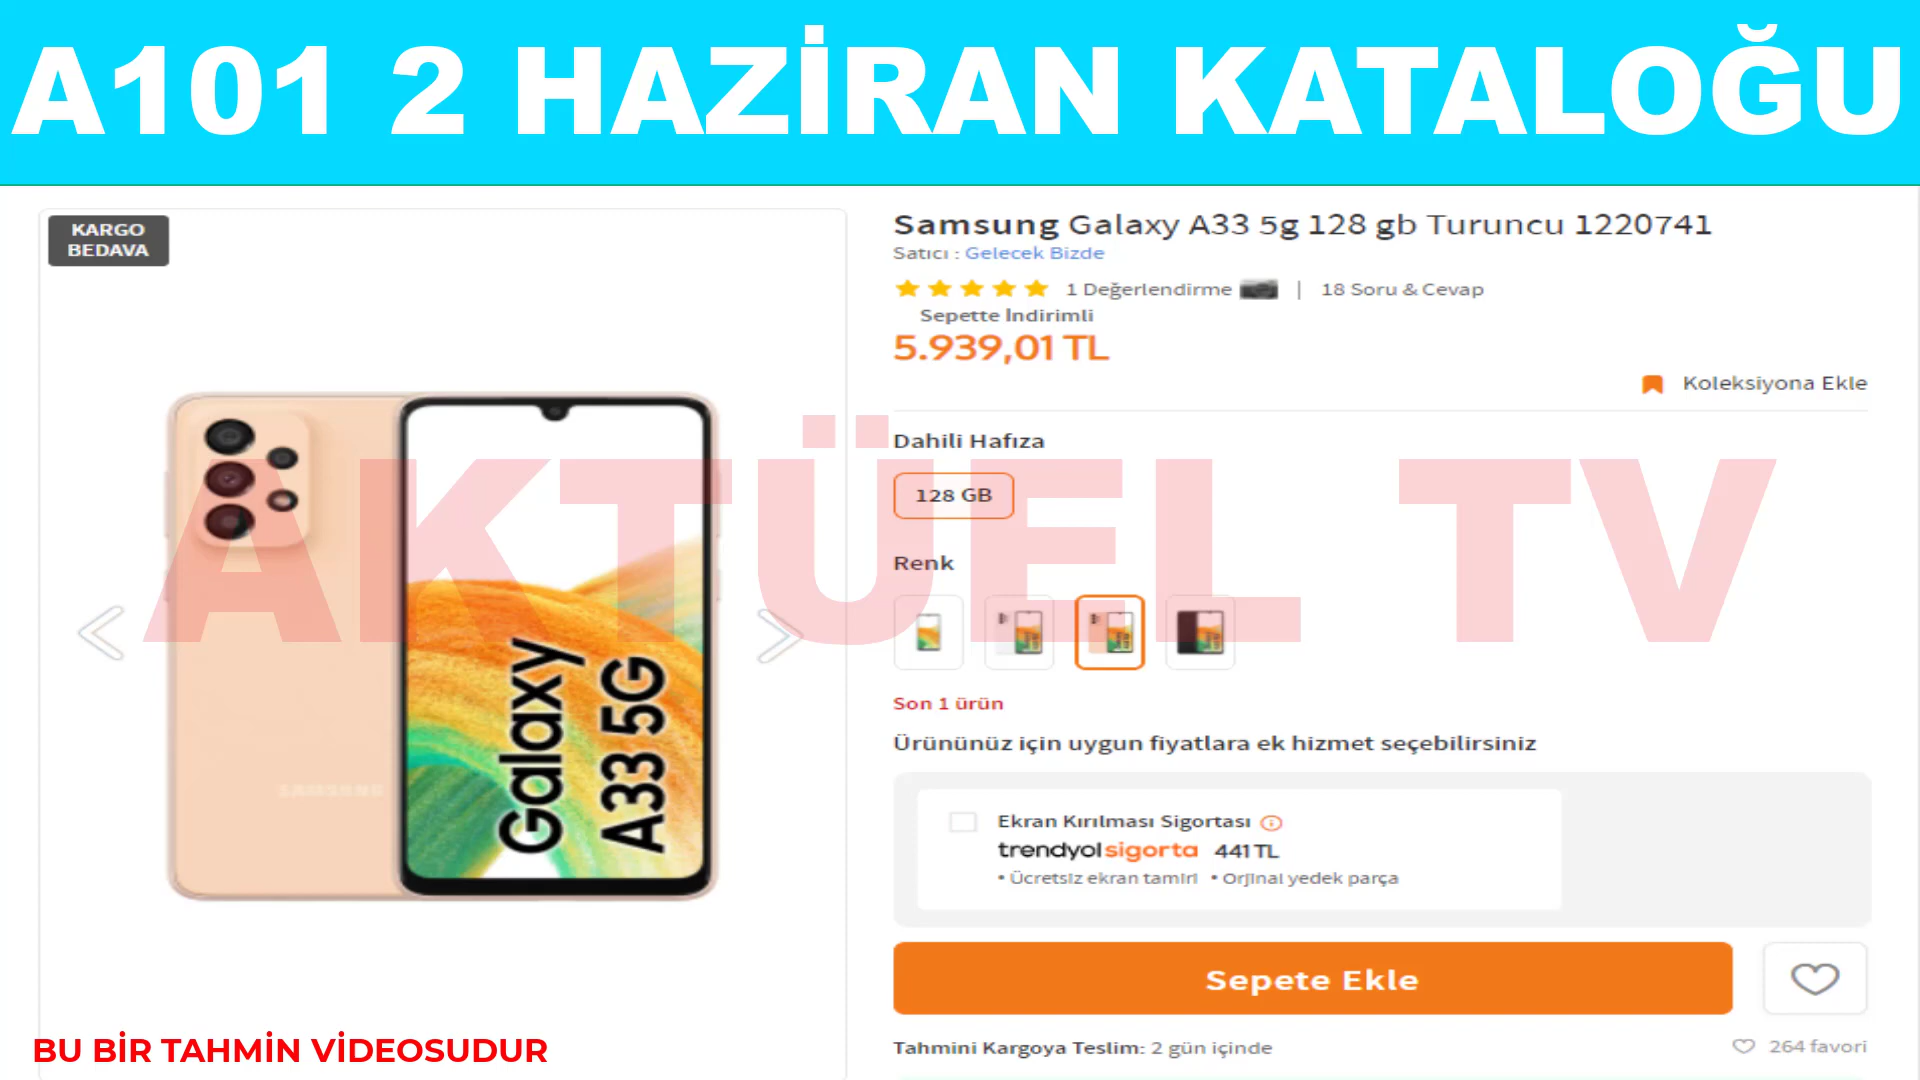 A101 2 HAZİRAN KATALOĞU
KARGO
BEDAVA
Samsung Galaxy A33 5g 128 gb Turuncu 1220741
Satıcı : Gelecek Bizde
1 Değerlendirme | 18 Soru & Cevap
Sepette İndirimli
5.939,01 TL
Koleksiyona Ekle
Dahili Hafıza
128 GB
AKTÜEL TV
Renk
Galaxy
A33 5G
SAMSUNG
Son 1 ürün
Ürününüz için uygun fiyatlara ek hizmet seçebilirsiniz
Ekran Kırılması Sigortası
trendyol sigorta 441 TL
• Ücretsiz ekran tamiri • Orjinal yedek parça
Sepete Ekle
BU BİR TAHMİN VİDEOSUDUR
Tahmini Kargoya Teslim: 2 gün içinde
264 favori